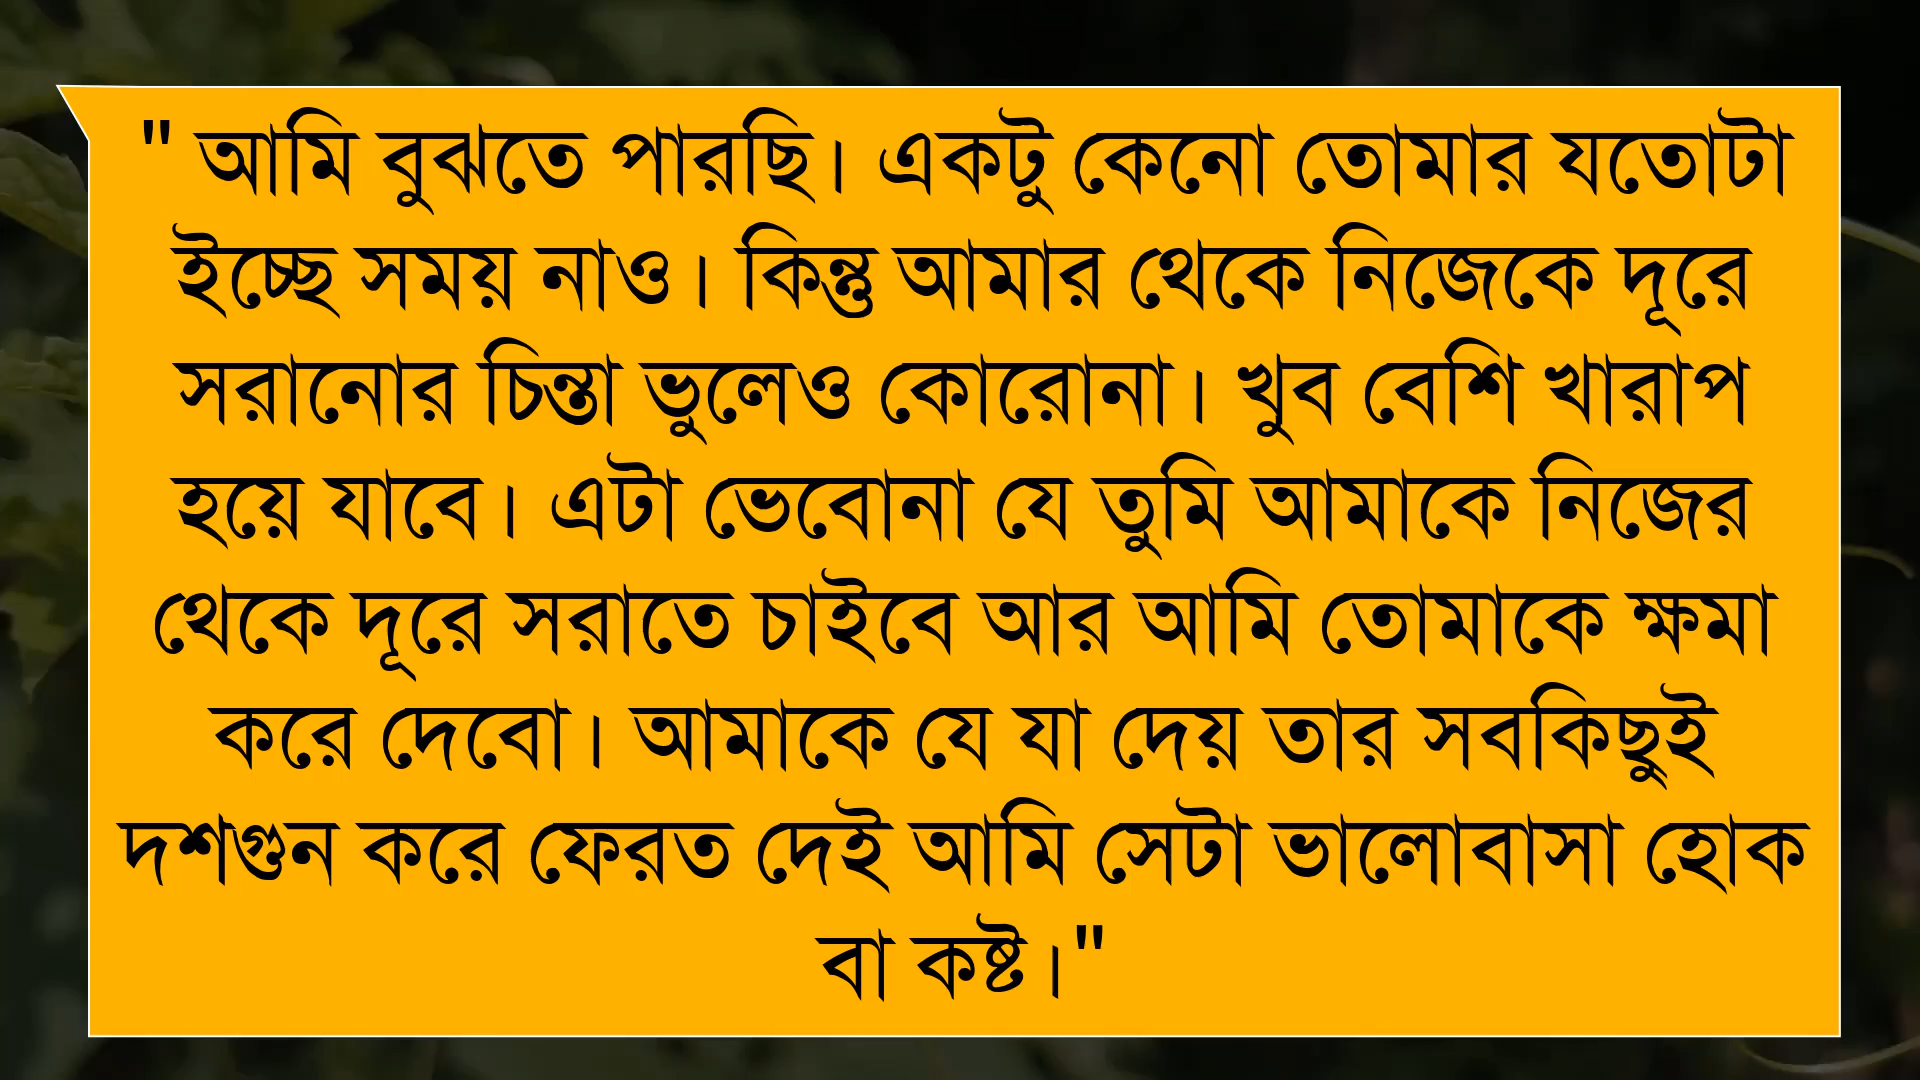 " আমি বুঝতে পারছি। একটু কেনো তোমার যতোটা
ইচ্ছে সময় নাও। কিন্তু আমার থেকে নিজেকে দূরে
সরানোর চিন্তা ভুলেও কোরোনা। খুব বেশি খারাপ
হয়ে যাবে। এটা ভেবোনা যে তুমি আমাকে নিজের
থেকে দূরে সরাতে চাইবে আর আমি তোমাকে ক্ষমা
করে দেবো। আমাকে যে যা দেয় তার সবকিছুই
দশগুন করে ফেরত দেই আমি সেটা ভালোবাসা হোক
বা কষ্ট।"